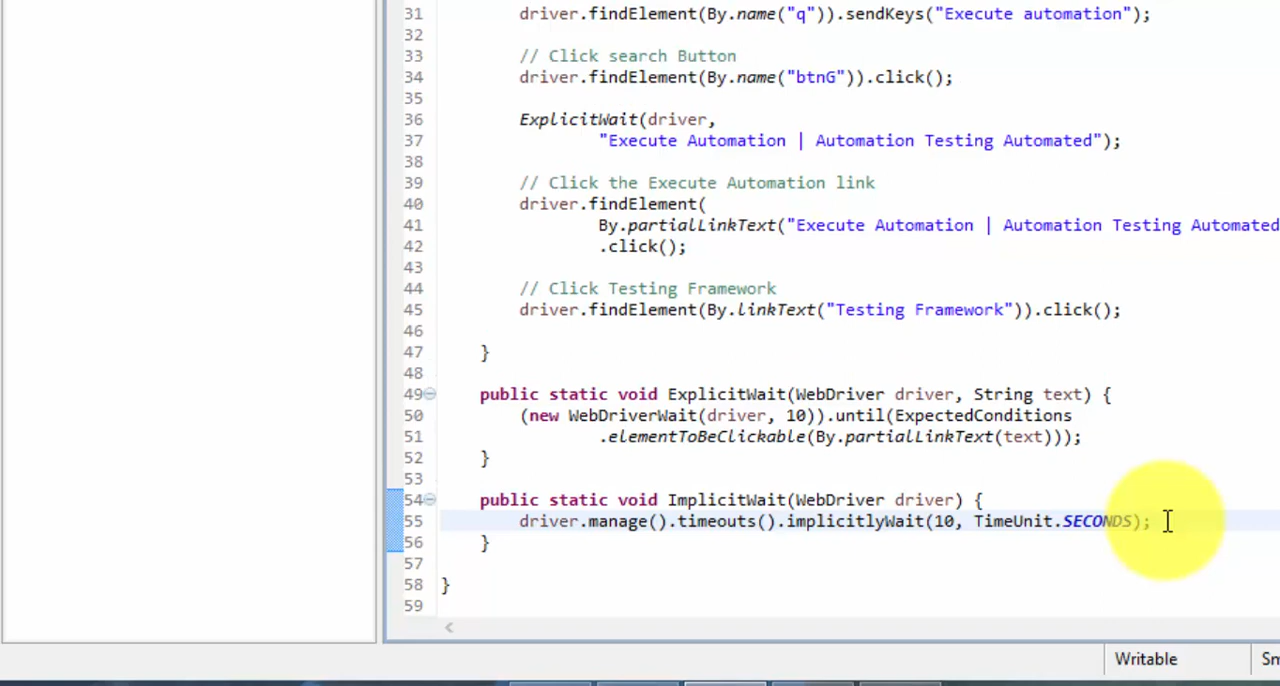 31 driver.findElement(By.name("q")).sendKeys("Execute automation");
32
33 // Click search Button
34 driver.findElement(By.name("btnG")).click();
35
36 ExplicitWait(driver,
37 "Execute Automation | Automation Testing Automated");
38
39 // Click the Execute Automation link
40 driver.findElement(
41 By.partialLinkText("Execute Automation | Automation Testing Automated
42 .click();
43
44 // Click Testing Framework
45 driver.findElement(By.linkText("Testing Framework")).click();
46
47 }
48
49 public static void ExplicitWait(WebDriver driver, String text) {
50 (new WebDriverWait(driver, 10)).until(ExpectedConditions
51 .elementToBeClickable(By.partialLinkText(text)));
52 }
53
54 public static void ImplicitWait(WebDriver driver) {
55 driver.manage().timeouts().implicitlyWait(10, TimeUnit.SECONDS);
56 }
57
58 }
59
Writable